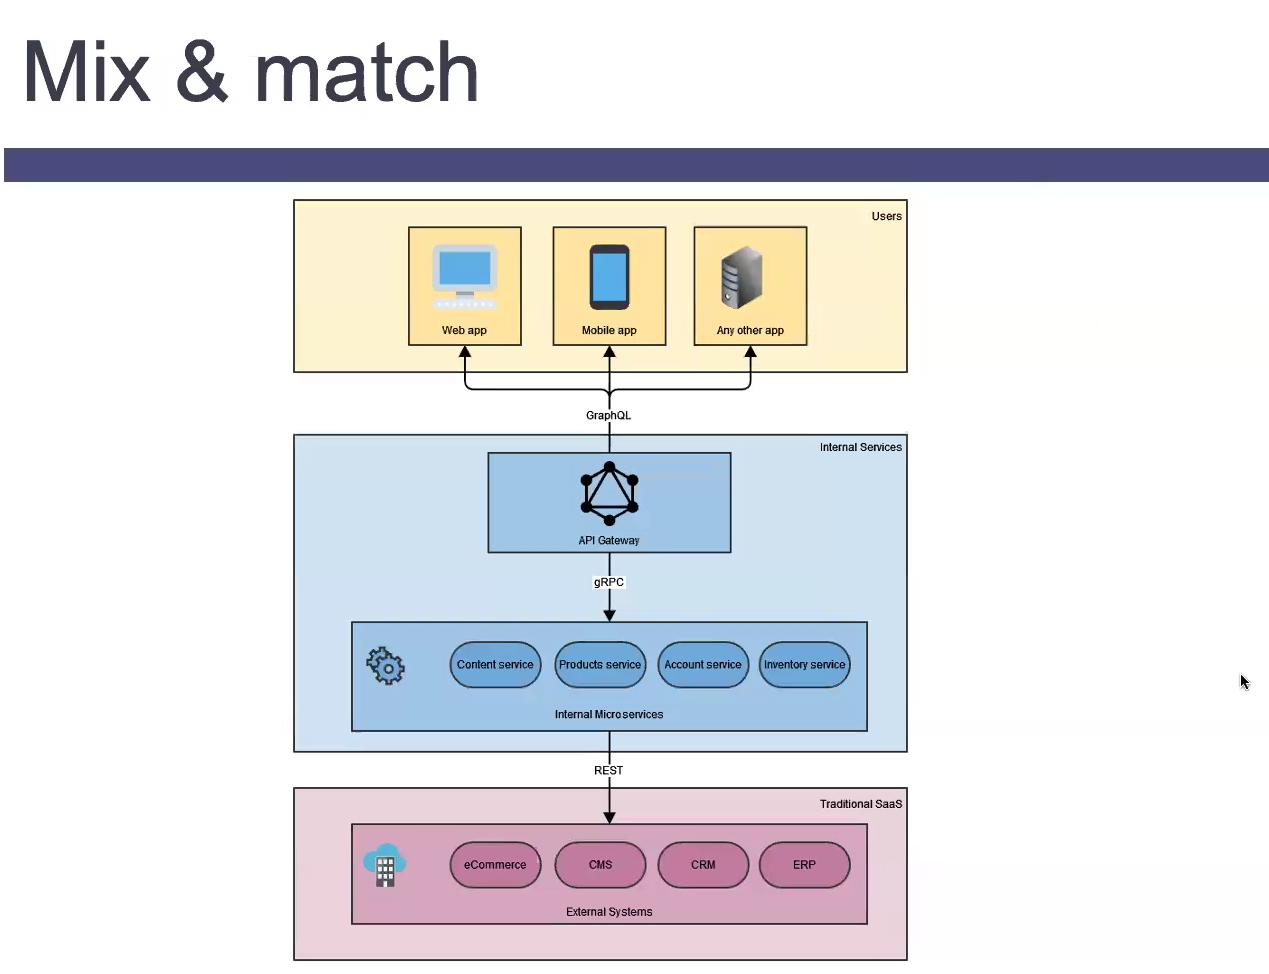 Mix & match
Users
Web app
Mobile app
Any other app
GraphQL
Internal Services
API Gateway
gRPC
Content service
Products service
Account service
Inventory service
Internal Microservices
REST
Traditional SaaS
eCommerce
CMS
CRM
ERP
External Systems